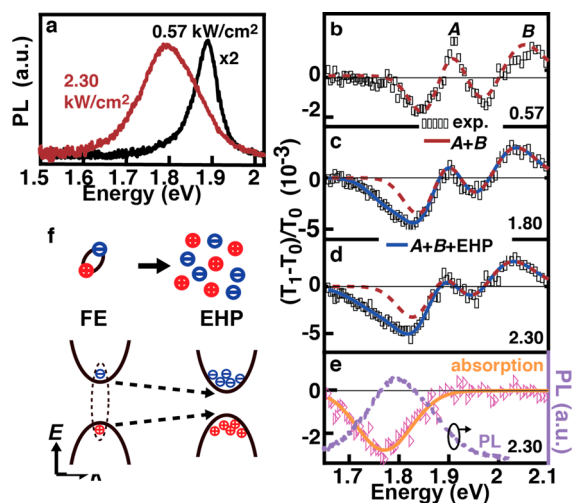 a
0.57 kW/cm²
x2
2.30
kW/cm²
PL (a.u.)
1.5 1.6 1.7 1.8 1.9 2
Energy (eV)
f
FE
EHP
E
b
A
B
0
-2
0.57
exp.
c
A+B
0
-5
1.80
d
A+B+EHP
0
-5
2.30
(T₁-T₀)/T₀ (10⁻³)
e
absorption
0
-2
PL
2.30
PL (a.u.)
1.7 1.8 1.9 2 2.1
Energy (eV)